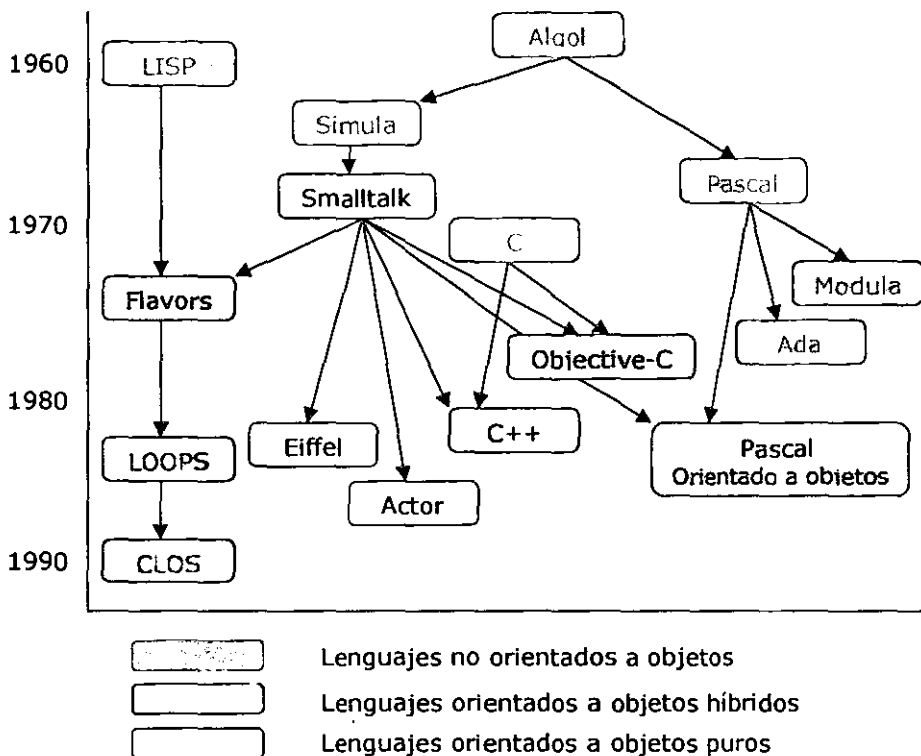 Algol
1960
LISP
Simula
Pascal
Smalltalk
1970
C
Modula
Flavors
Ada
Objective-C
1980
C++
Eiffel
Pascal
Orientado a objetos
LOOPS
Actor
1990
CLOS
Lenguajes no orientados a objetos
Lenguajes orientados a objetos híbridos
Lenguajes orientados a objetos puros